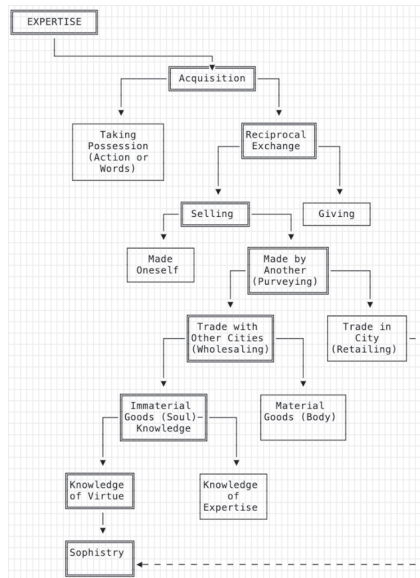 EXPERTISE
Acquisition
Taking
Possession
(Action or
Words)
Reciprocal
Exchange
Selling
Giving
Made
Oneself
Made by
Another
(Purveying)
Trade with
Other Cities
(Wholesaling)
Trade in
City
(Retailing)
Immaterial
Goods (Soul)—
Knowledge
Material
Goods (Body)
Knowledge
of Virtue
Knowledge
of
Expertise
Sophistry